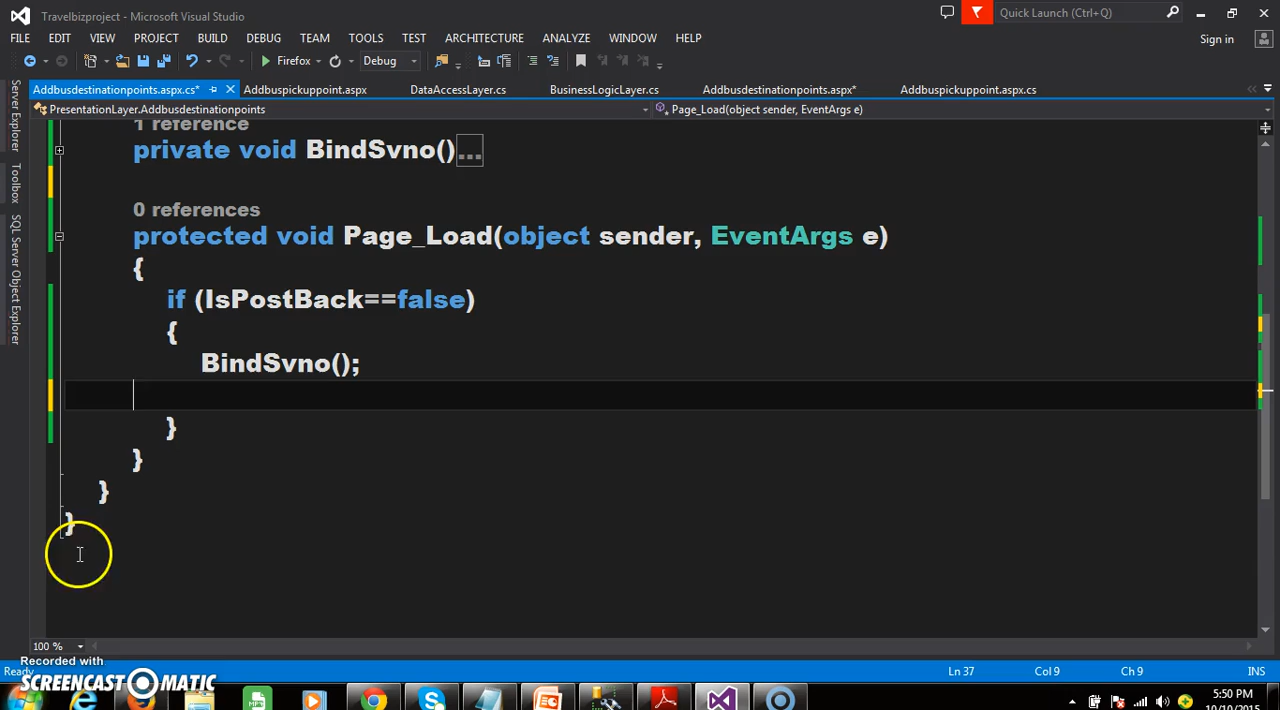 Travelbizproject - Microsoft Visual Studio
Quick Launch (Ctrl+Q)
FILE EDIT VIEW PROJECT BUILD DEBUG TEAM TOOLS TEST ARCHITECTURE ANALYZE WINDOW HELP
Sign in
Firefox Debug
Addbusdestinationpoints.aspx.cs* Addbuspickuppoint.aspx DataAccessLayer.cs BusinessLogicLayer.cs Addbusdestinationpoints.aspx* Addbuspickuppoint.aspx.cs
PresentationLayer.Addbusdestinationpoints Page_Load(object sender, EventArgs e)
Server Explorer
Toolbox
SQL Server Object Explorer
1 reference
private void BindSvno()...
0 references
protected void Page_Load(object sender, EventArgs e)
{
if (IsPostBack==false)
{
BindSvno();
}
}
}
}
100 %
Recorded with
SCREENCAST MATIC
Ready
Ln 37 Col 9 Ch 9 INS
5:50 PM
10/10/2015